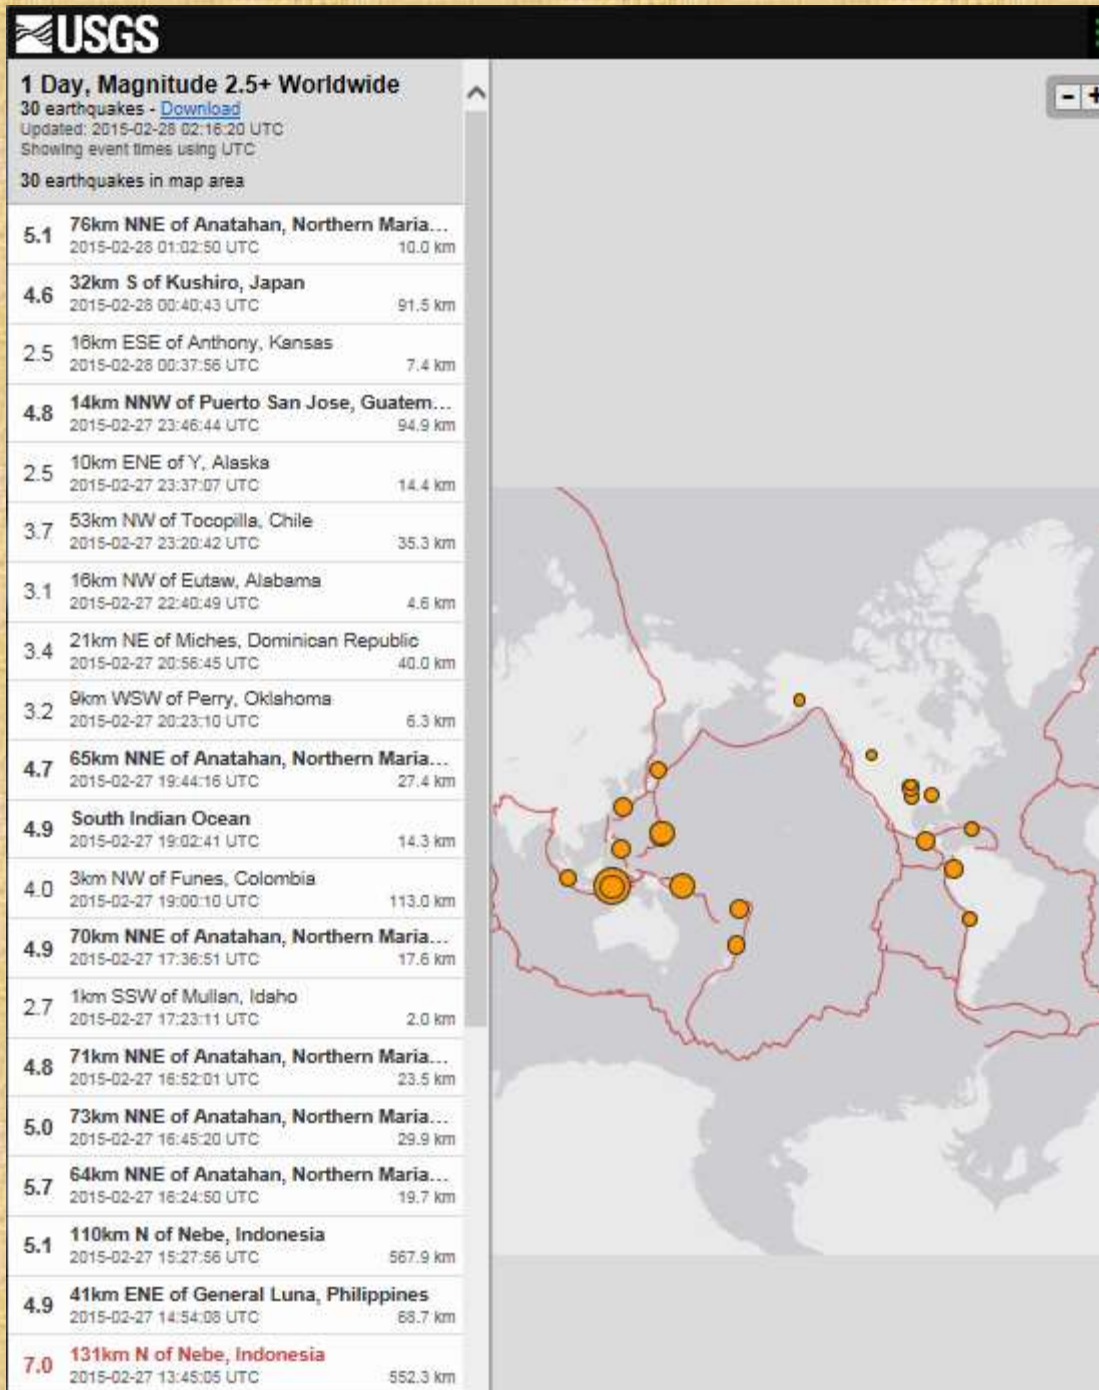 USGS
1 Day, Magnitude 2.5+ Worldwide
30 earthquakes - Download
Updated: 2015-02-28 02:16:20 UTC
Showing event times using UTC
30 earthquakes in map area
5.1 76km NNE of Anatahan, Northern Maria...
2015-02-28 01:02:50 UTC 10.0 km
4.6 32km S of Kushiro, Japan
2015-02-28 00:40:43 UTC 91.5 km
2.5 16km ESE of Anthony, Kansas
2015-02-28 00:37:56 UTC 7.4 km
4.8 14km NNW of Puerto San Jose, Guatem...
2015-02-27 23:46:44 UTC 94.9 km
2.5 10km ENE of Y, Alaska
2015-02-27 23:37:07 UTC 14.4 km
3.7 53km NW of Tocopilla, Chile
2015-02-27 23:20:42 UTC 35.3 km
3.1 16km NW of Eutaw, Alabama
2015-02-27 22:40:49 UTC 4.6 km
3.4 21km NE of Miches, Dominican Republic
2015-02-27 20:56:45 UTC 40.0 km
3.2 9km WSW of Perry, Oklahoma
2015-02-27 20:23:10 UTC 6.3 km
4.7 65km NNE of Anatahan, Northern Maria...
2015-02-27 19:44:16 UTC 27.4 km
4.9 South Indian Ocean
2015-02-27 19:02:41 UTC 14.3 km
4.0 3km NW of Funes, Colombia
2015-02-27 19:00:10 UTC 113.0 km
4.9 70km NNE of Anatahan, Northern Maria...
2015-02-27 17:36:51 UTC 17.6 km
2.7 1km SSW of Mullan, Idaho
2015-02-27 17:23:11 UTC 2.0 km
4.8 71km NNE of Anatahan, Northern Maria...
2015-02-27 16:52:01 UTC 23.5 km
5.0 73km NNE of Anatahan, Northern Maria...
2015-02-27 16:45:20 UTC 29.9 km
5.7 64km NNE of Anatahan, Northern Maria...
2015-02-27 16:24:50 UTC 19.7 km
5.1 110km N of Nebe, Indonesia
2015-02-27 15:27:56 UTC 567.9 km
4.9 41km ENE of General Luna, Philippines
2015-02-27 14:54:08 UTC 68.7 km
7.0 131km N of Nebe, Indonesia
2015-02-27 13:45:05 UTC 552.3 km
- +